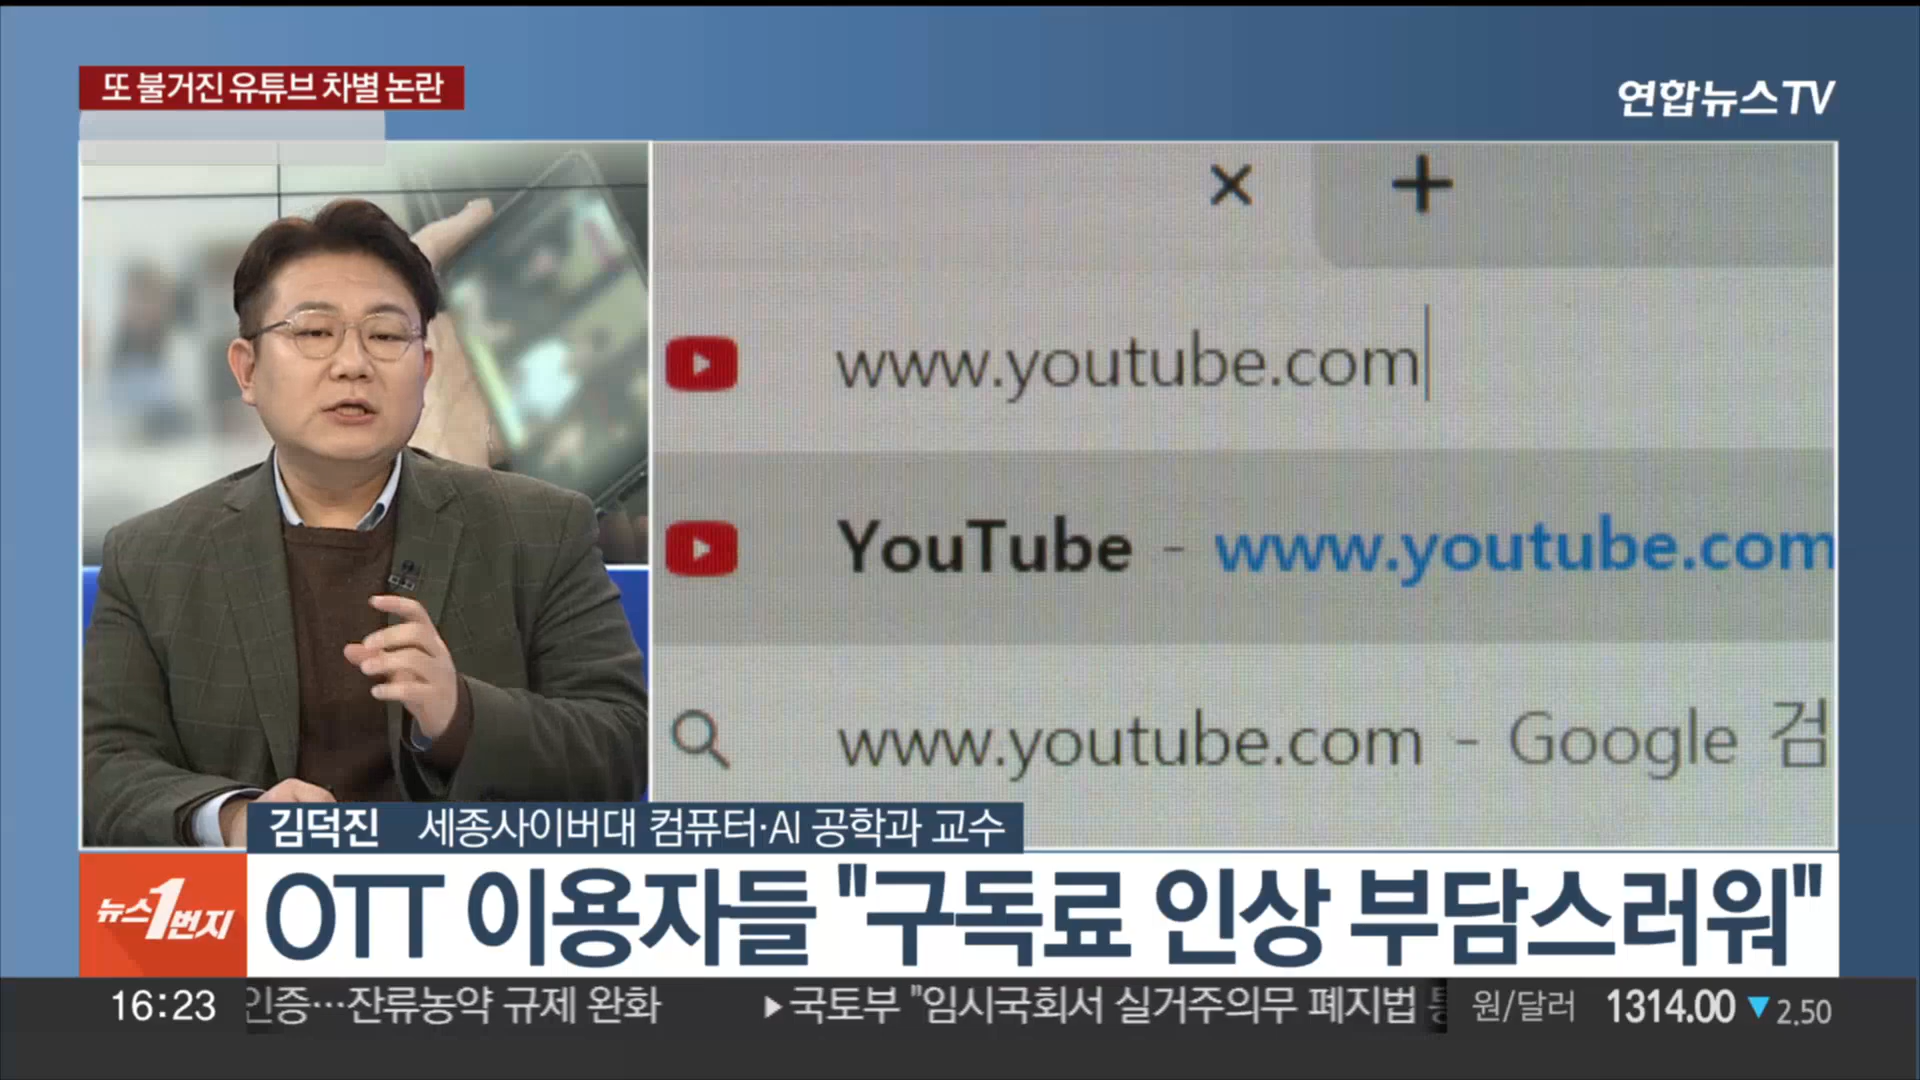 또 불거진 유튜브 차별 논란
연합뉴스TV
www.youtube.com
YouTube - www.youtube.com
www.youtube.com - Google 검
김덕진 세종사이버대 컴퓨터·AI 공학과 교수
뉴스1번지
OTT 이용자들 "구독료 인상 부담스러워"
16:23 인증…잔류농약 규제 완화 ▶국토부 "임시국회서 실거주의무 폐지법 원/달러 1314.00 ▼2.50